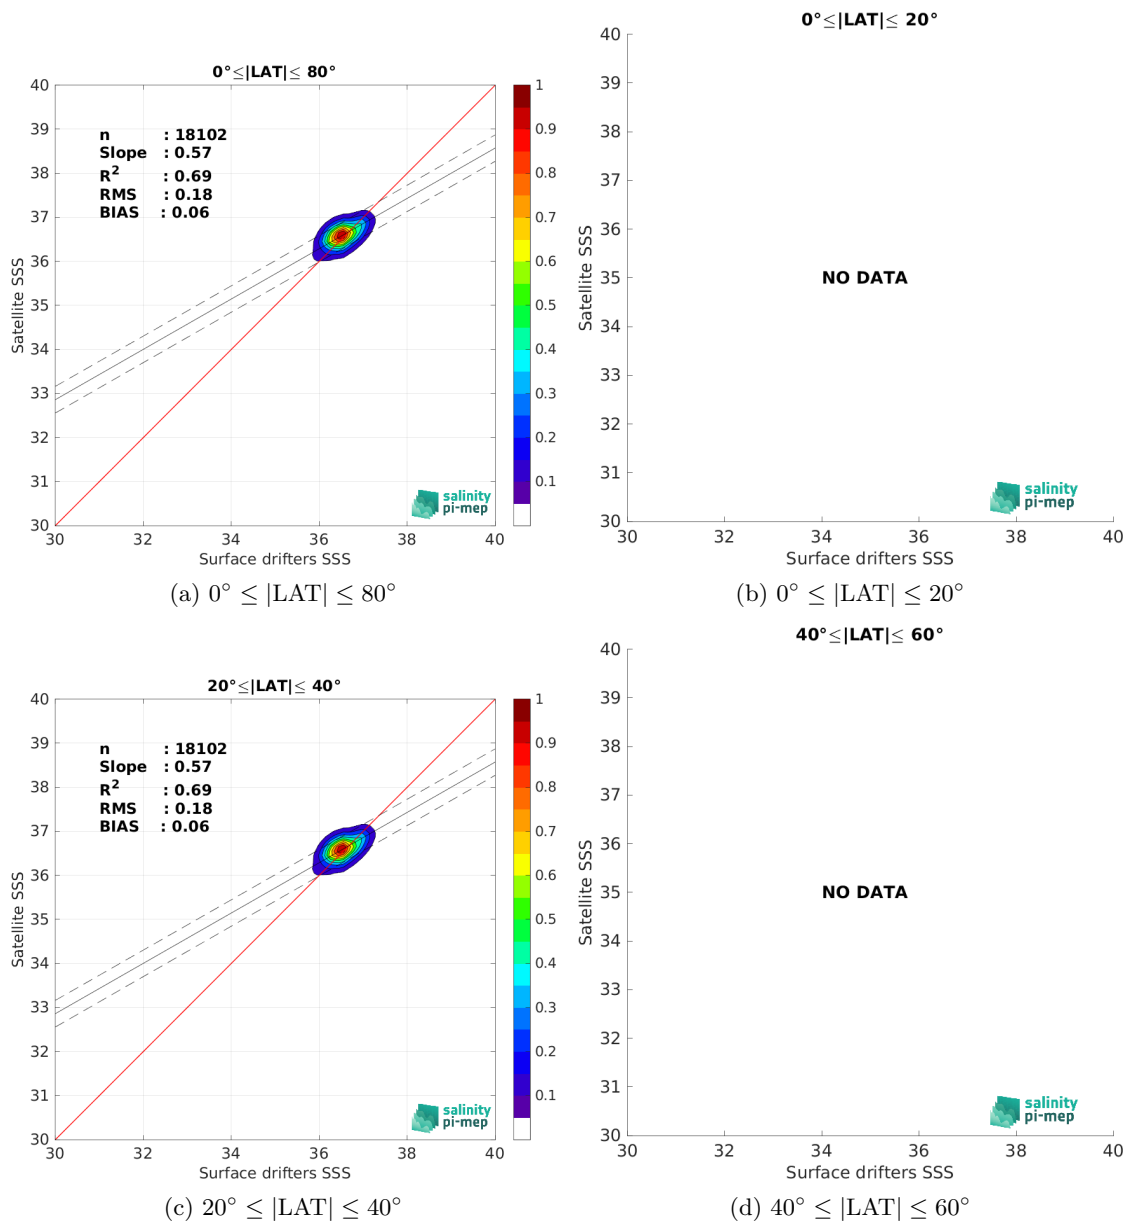 0°≤|LAT|≤ 80°
n : 18102
Slope : 0.57
R² : 0.69
RMS : 0.18
BIAS : 0.06
40
39
38
37
36
35
34
33
32
31
30
30 32 34 36 38 40
Satellite SSS
Surface drifters SSS
1
0.9
0.8
0.7
0.6
0.5
0.4
0.3
0.2
0.1
salinity
pi-mep
(a) 0° ≤ |LAT| ≤ 80°
0°≤|LAT|≤ 20°
40
39
38
37
36
35
34
33
32
31
30
30 32 34 36 38 40
Satellite SSS
NO DATA
Surface drifters SSS
salinity
pi-mep
(b) 0° ≤ |LAT| ≤ 20°
20°≤|LAT|≤ 40°
n : 18102
Slope : 0.57
R² : 0.69
RMS : 0.18
BIAS : 0.06
40
39
38
37
36
35
34
33
32
31
30
30 32 34 36 38 40
Satellite SSS
Surface drifters SSS
1
0.9
0.8
0.7
0.6
0.5
0.4
0.3
0.2
0.1
salinity
pi-mep
(c) 20° ≤ |LAT| ≤ 40°
40°≤|LAT|≤ 60°
40
39
38
37
36
35
34
33
32
31
30
30 32 34 36 38 40
Satellite SSS
NO DATA
Surface drifters SSS
salinity
pi-mep
(d) 40° ≤ |LAT| ≤ 60°